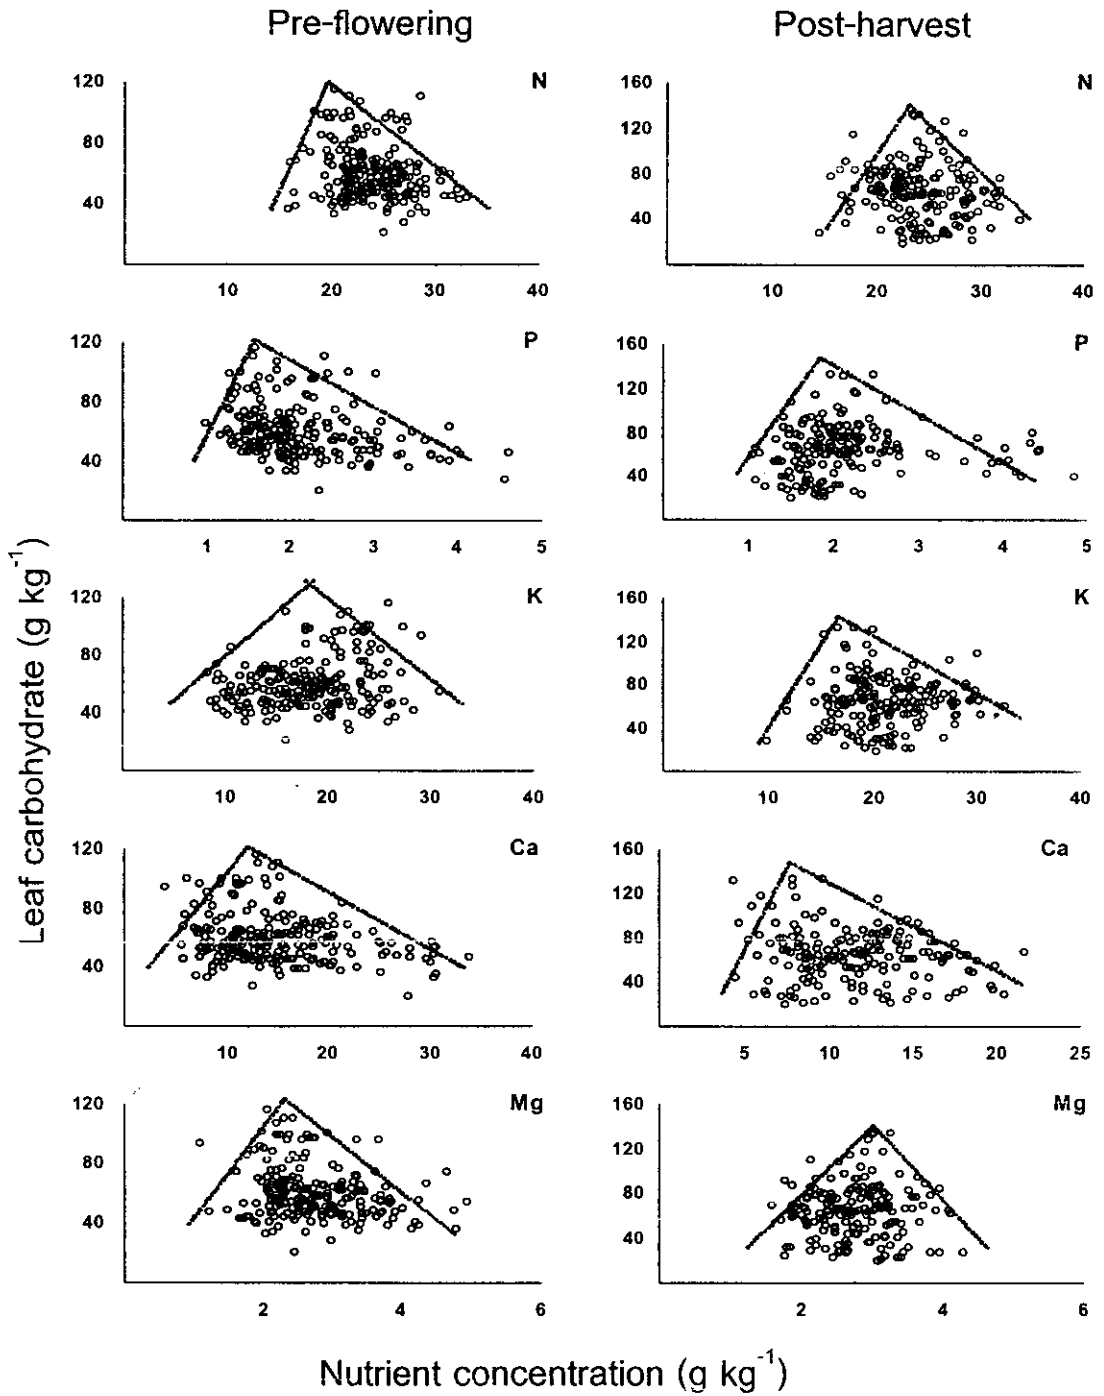 Pre-flowering Post-harvest
120 N 160 N
80 120
40 80
40
10 20 30 40 10 20 30 40
120 P 160 P
80 120
40 80
40
1 2 3 4 5 1 2 3 4 5
120 K 160 K
80 120
40 80
40
10 20 30 40 10 20 30 40
120 Ca 160 Ca
80 120
40 80
40
10 20 30 40 5 10 15 20 25
120 Mg 160 Mg
80 120
40 80
40
2 4 6 2 4 6
Leaf carbohydrate (g kg⁻¹)
Nutrient concentration (g kg⁻¹)